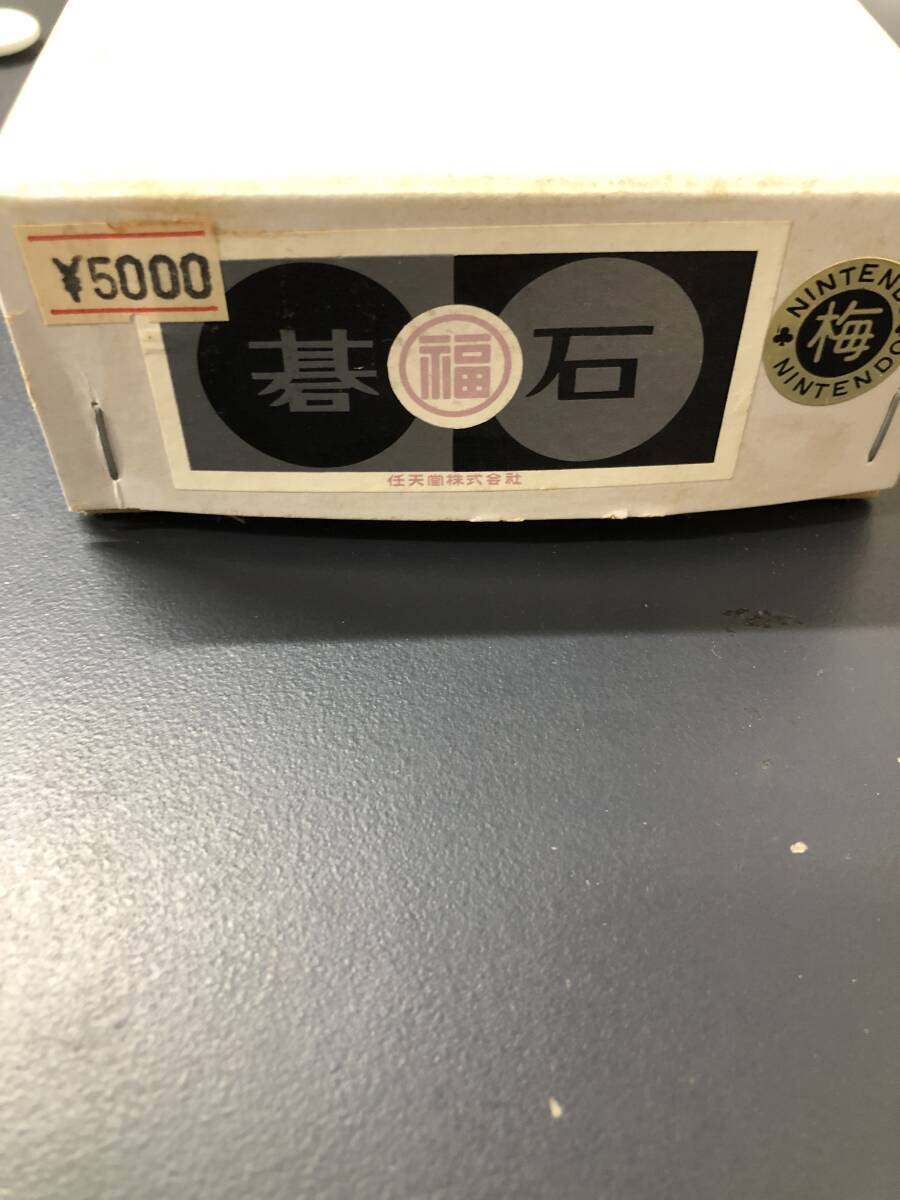 ¥5000
碁 福 石
任天堂株式会社
NINTENDO
梅
NINTENDO